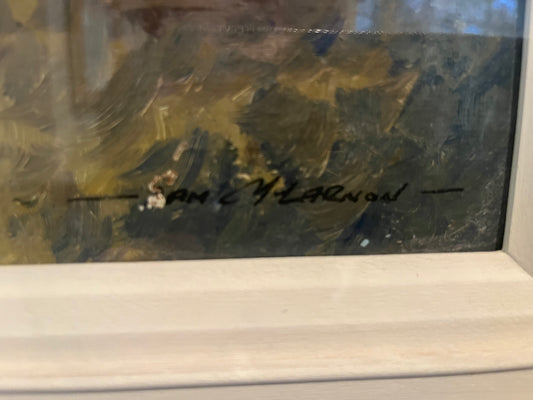 — SAM McLARNON —